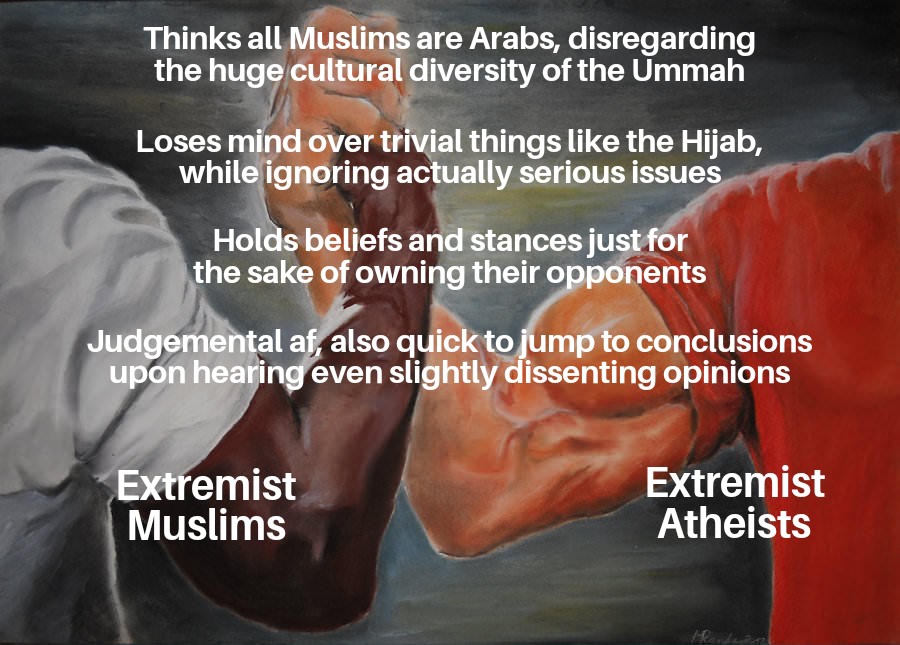 Thinks all Muslims are Arabs, disregarding
the huge cultural diversity of the Ummah
Loses mind over trivial things like the Hijab,
while ignoring actually serious issues
Holds beliefs and stances just for
the sake of owning their opponents
Judgemental af, also quick to jump to conclusions
upon hearing even slightly dissenting opinions
Extremist
Muslims
Extremist
Atheists